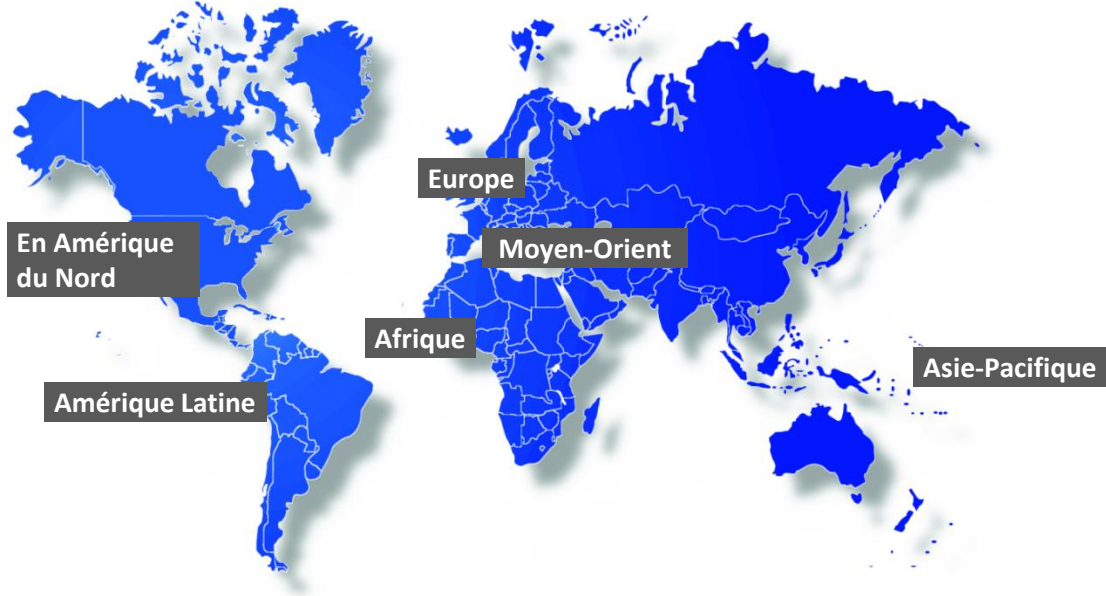 Europe
En Amérique
du Nord
Moyen-Orient
Afrique
Asie-Pacifique
Amérique Latine